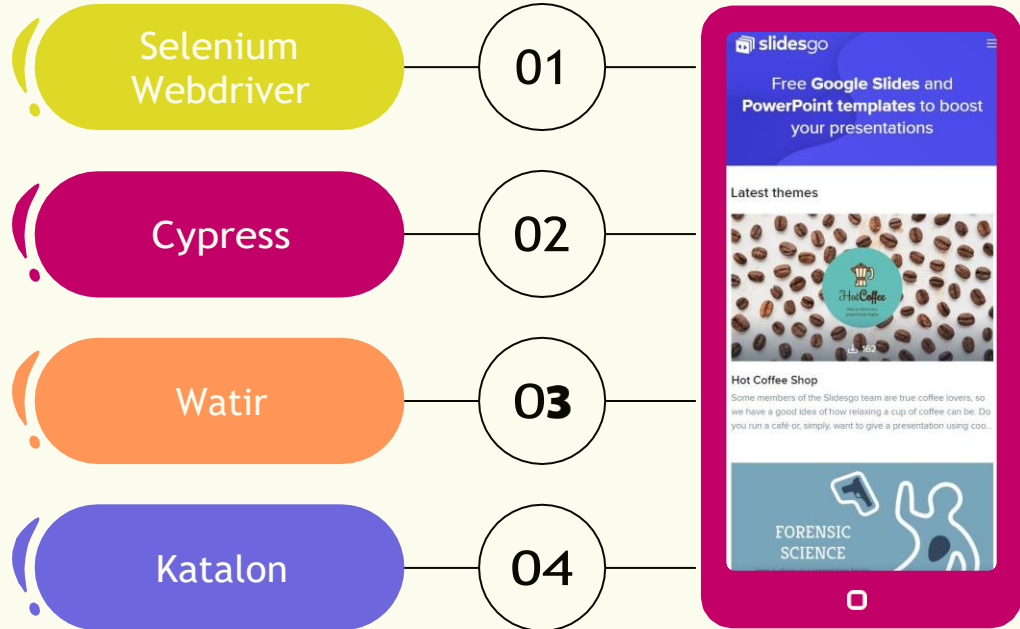 Selenium
Webdriver
01
Cypress
02
Watir
03
Katalon
04
slidesgo
Free Google Slides and
PowerPoint templates to boost
your presentations
Latest themes
Hot Coffee
162
Hot Coffee Shop
Some members of the Slidesgo team are true coffee lovers, so
we have a good idea of how relaxing a cup of coffee can be. Do
you run a café or, simply, want to give a presentation using coo...
FORENSIC
SCIENCE